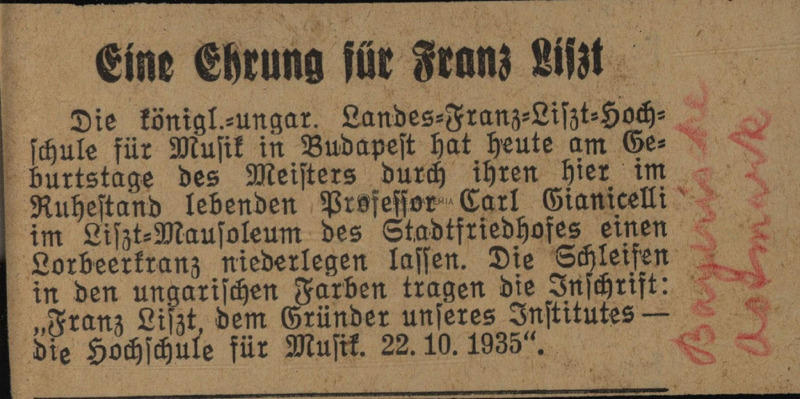 Eine Ehrung für Franz Liszt
Die königl.=ungar. Landes=Franz=Liszt=Hoch=
schule für Musik in Budapest hat heute am Ge=
burtstage des Meisters durch ihren hier im
Ruhestand lebenden Professor Carl Gianicelli
im Liszt=Mausoleum des Stadtfriedhofes einen
Lorbeerkranz niederlegen lassen. Die Schleifen
in den ungarischen Farben tragen die Inschrift:
„Franz Liszt, dem Gründer unseres Institutes —
die Hochschule für Musik. 22. 10. 1935“.
Bayerische
Ostmark